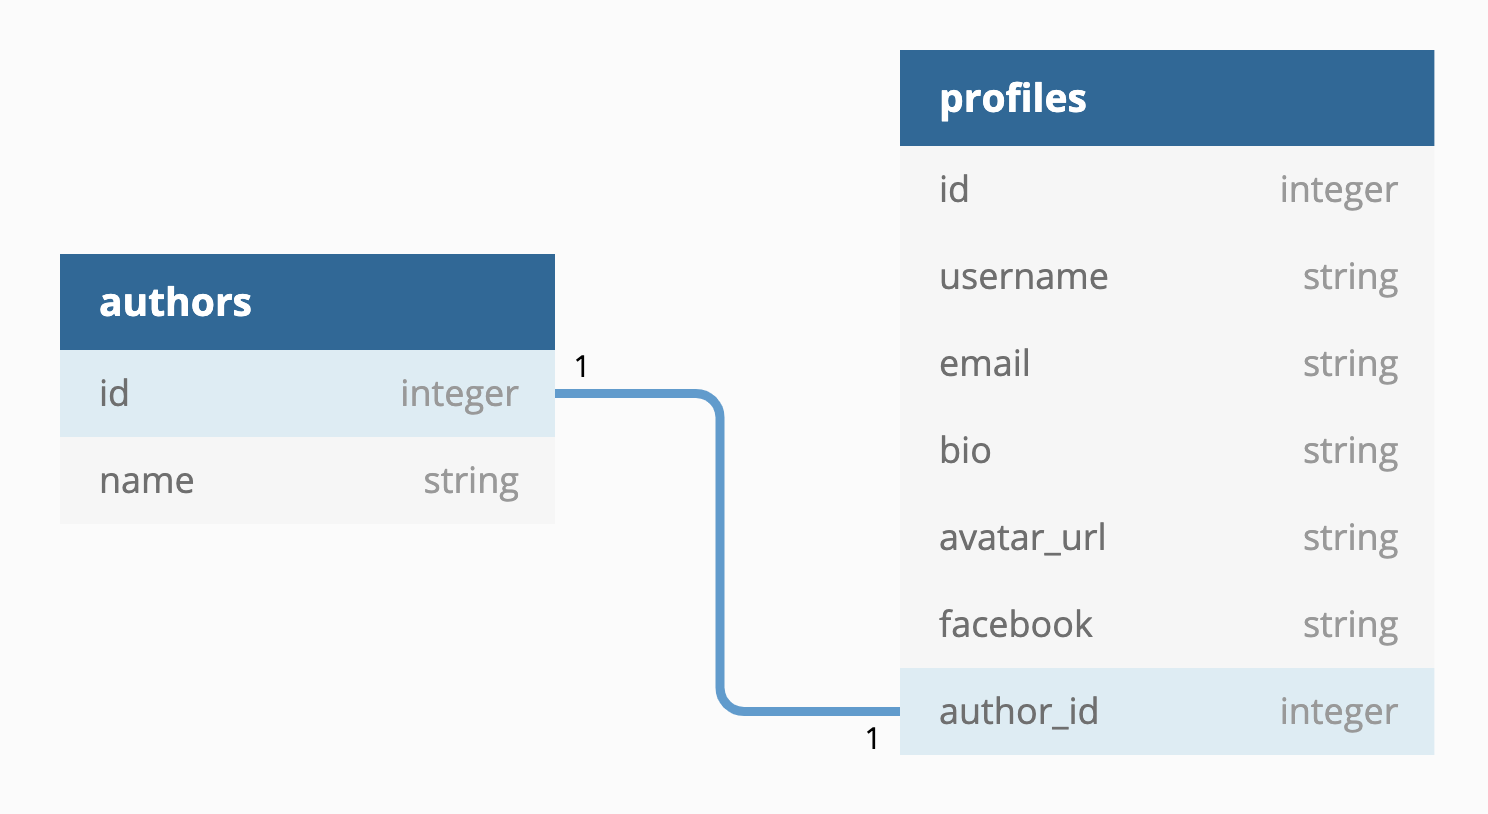 authors
id integer
name string
1
1
profiles
id integer
username string
email string
bio string
avatar_url string
facebook string
author_id integer